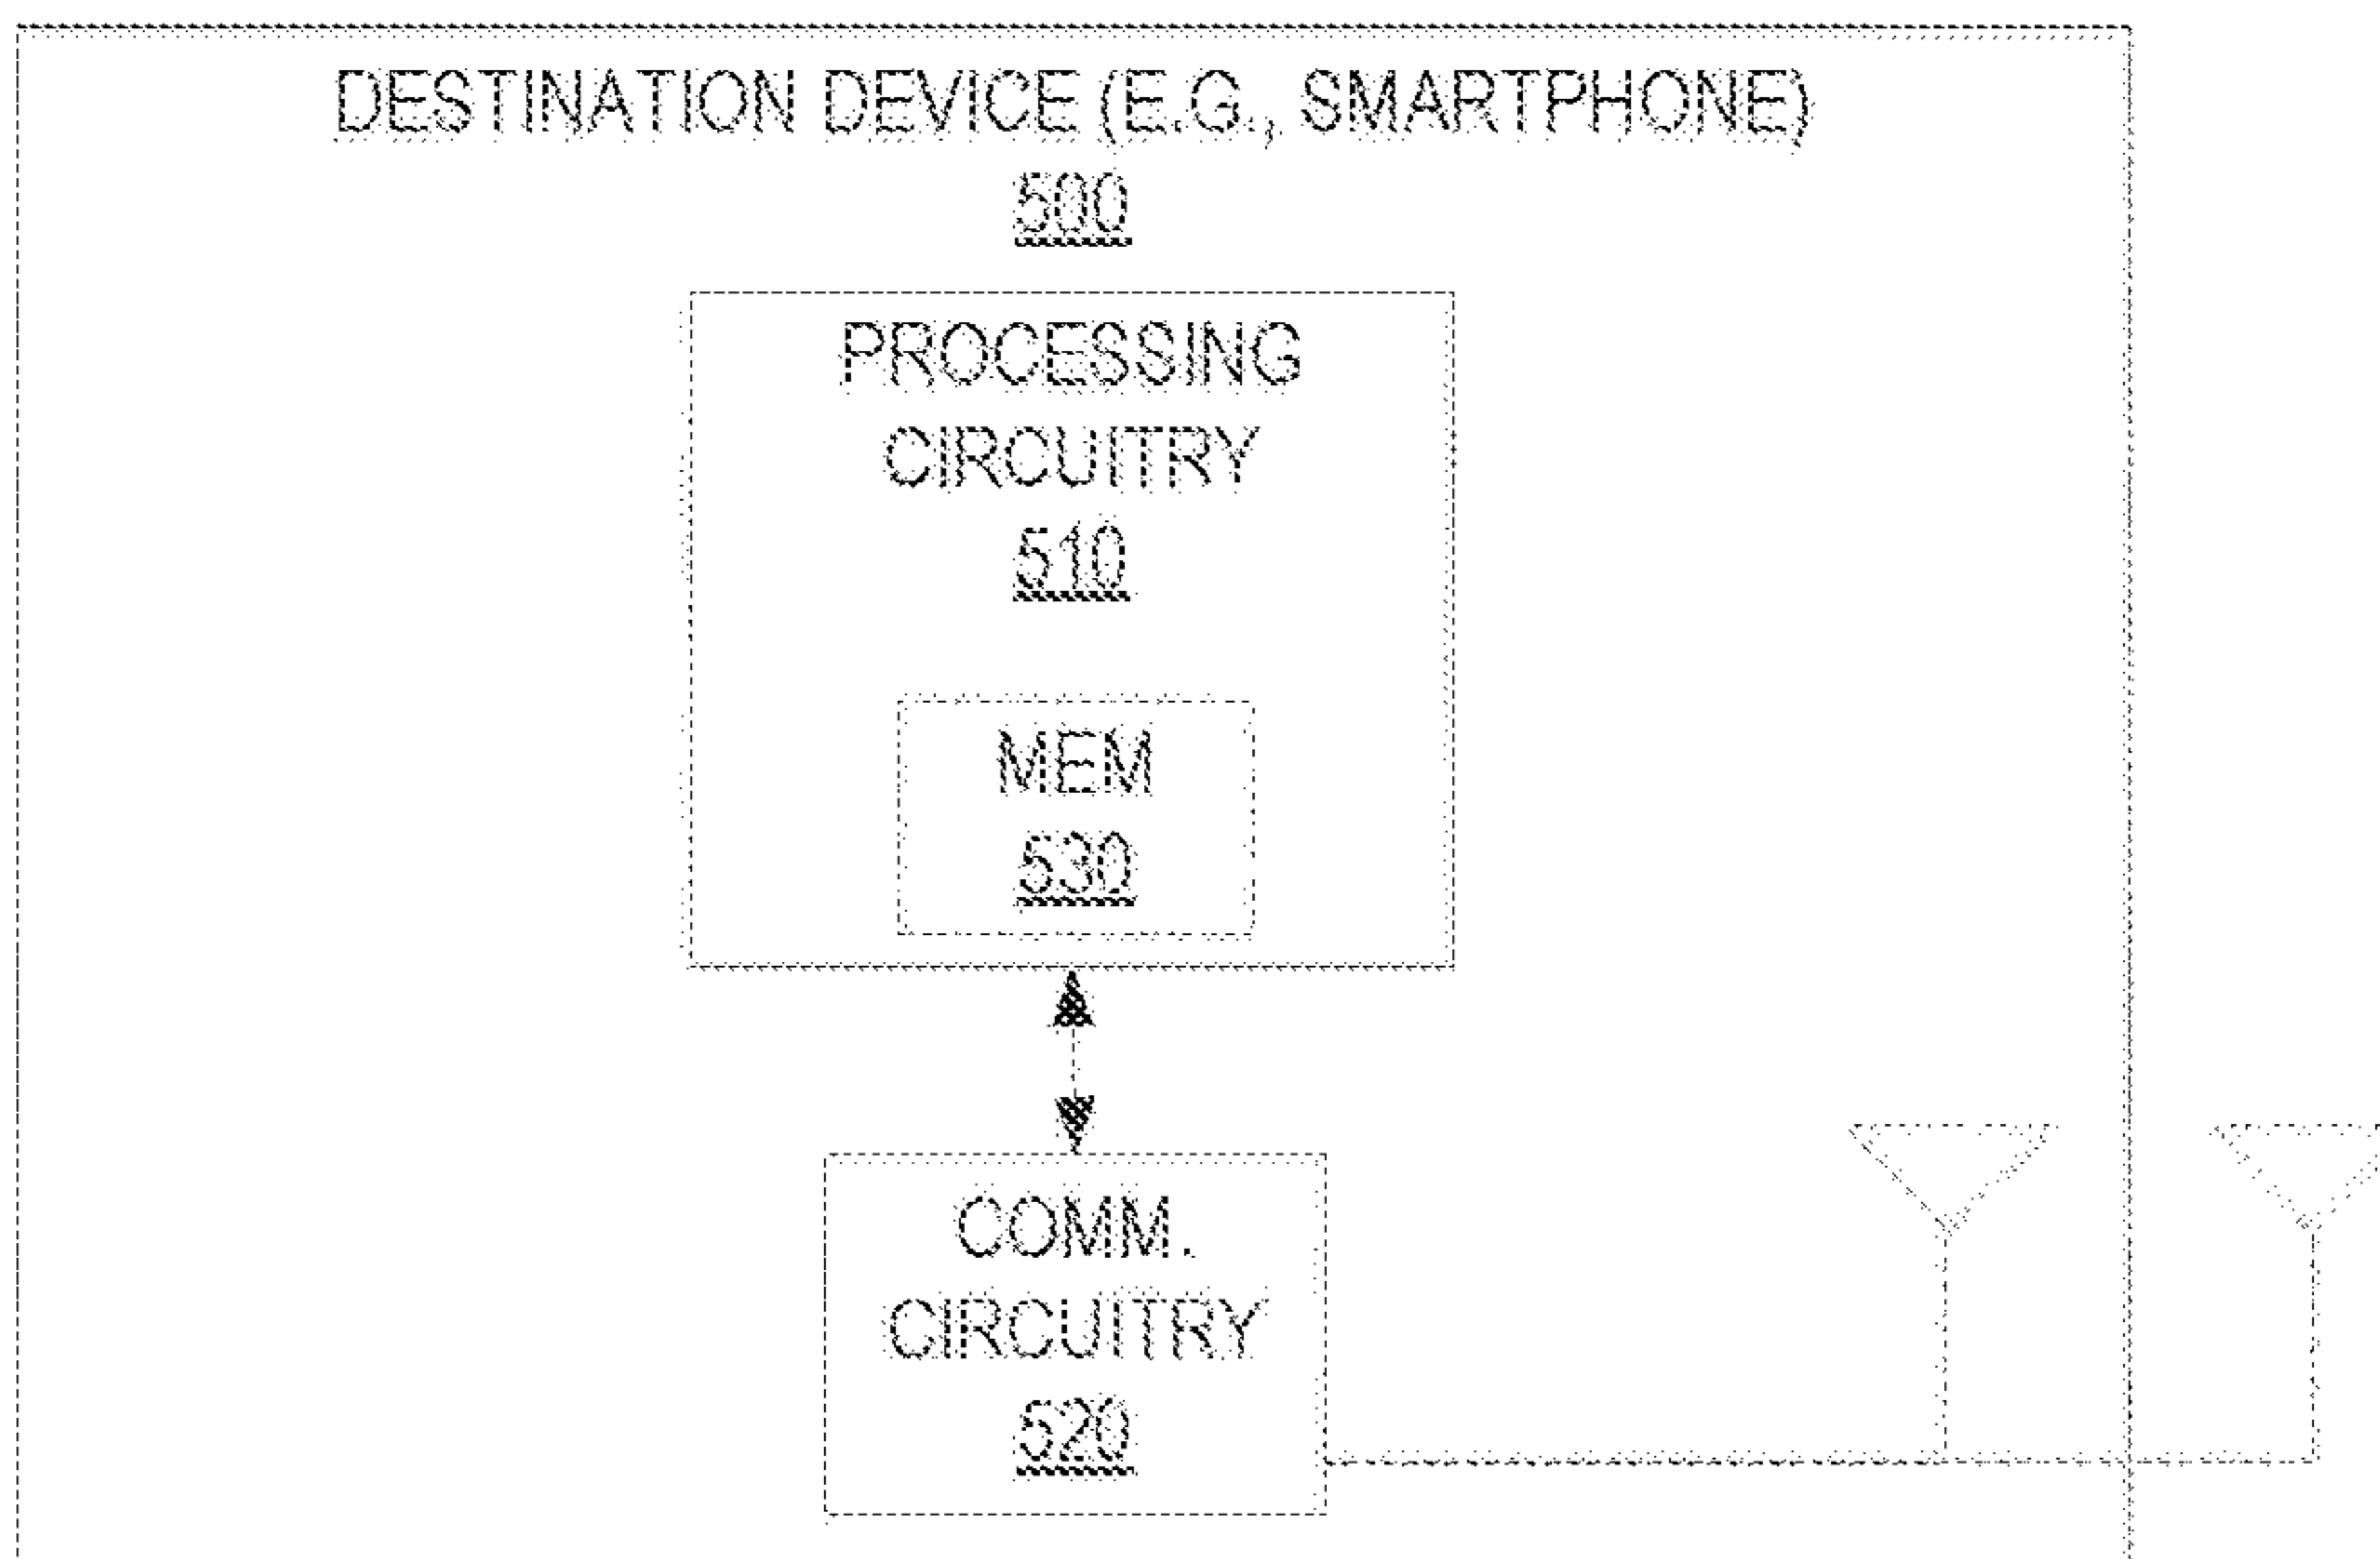 DESTINATION DEVICE (E.G., SMARTPHONE)
500
PROCESSING
CIRCUITRY
510
MEM
530
COMM.
CIRCUITRY
520